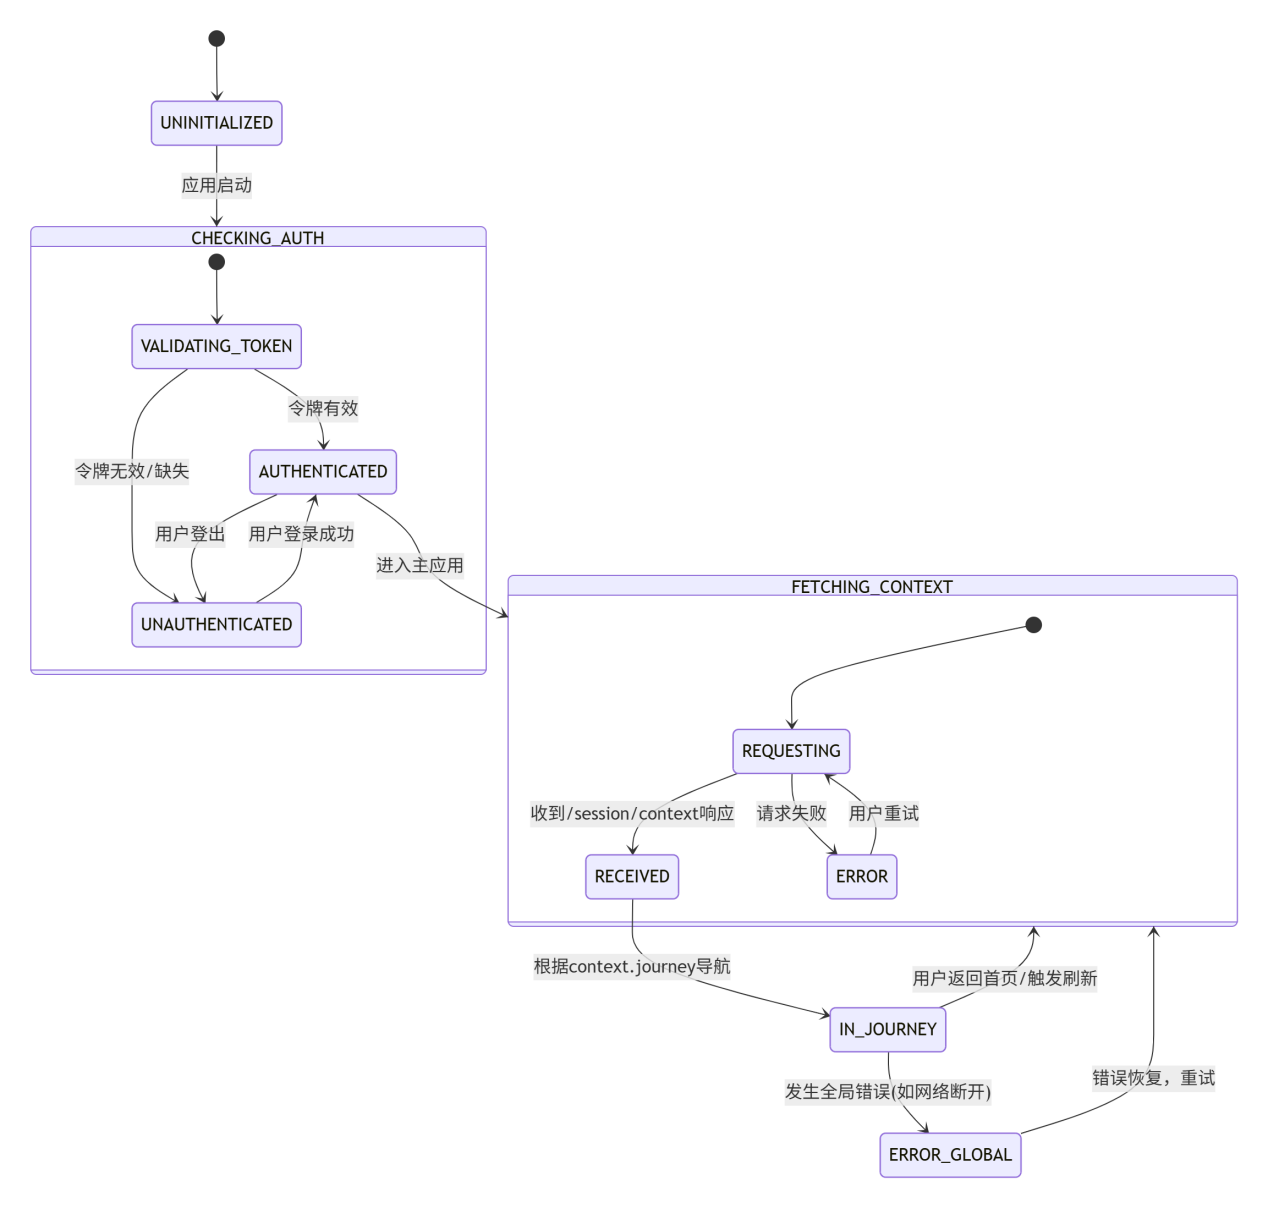 UNINITIALIZED
应用启动
CHECKING_AUTH
VALIDATING_TOKEN
令牌有效
令牌无效/缺失
AUTHENTICATED
用户登出
用户登录成功
进入主应用
UNAUTHENTICATED
FETCHING_CONTEXT
REQUESTING
收到/session/context响应
请求失败
用户重试
RECEIVED
ERROR
根据context.journey导航
用户返回首页/触发刷新
IN_JOURNEY
发生全局错误(如网络断开)
错误恢复，重试
ERROR_GLOBAL